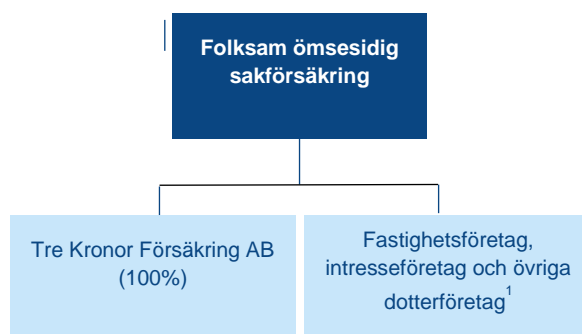 Folksam ömsesidig
sakförsäkring
Tre Kronor Försäkring AB
(100%)
Fastighetsföretag,
intresseföretag och övriga
dotterföretag¹